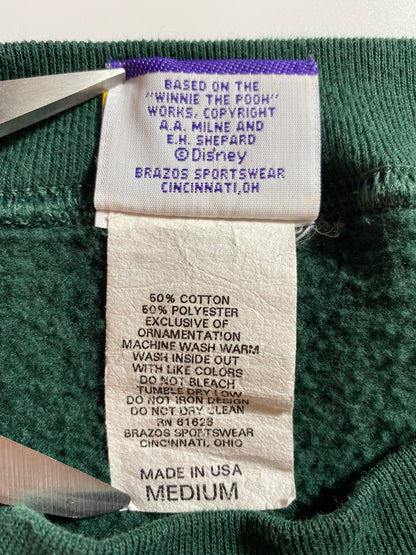 BASED ON THE
"WINNIE THE POOH"
WORKS, COPYRIGHT
A.A. MILNE AND
E.H. SHEPARD
©Disney
BRAZOS SPORTSWEAR
CINCINNATI,OH
50% COTTON
50% POLYESTER
EXCLUSIVE OF
ORNAMENTATION
MACHINE WASH WARM
WASH INSIDE OUT
WITH LIKE COLORS
DO NOT BLEACH
TUMBLE DRY LOW
DO NOT IRON DESIGN
DO NOT DRY CLEAN
RN 61628
BRAZOS SPORTSWEAR
CINCINNATI, OHIO
MADE IN USA
MEDIUM